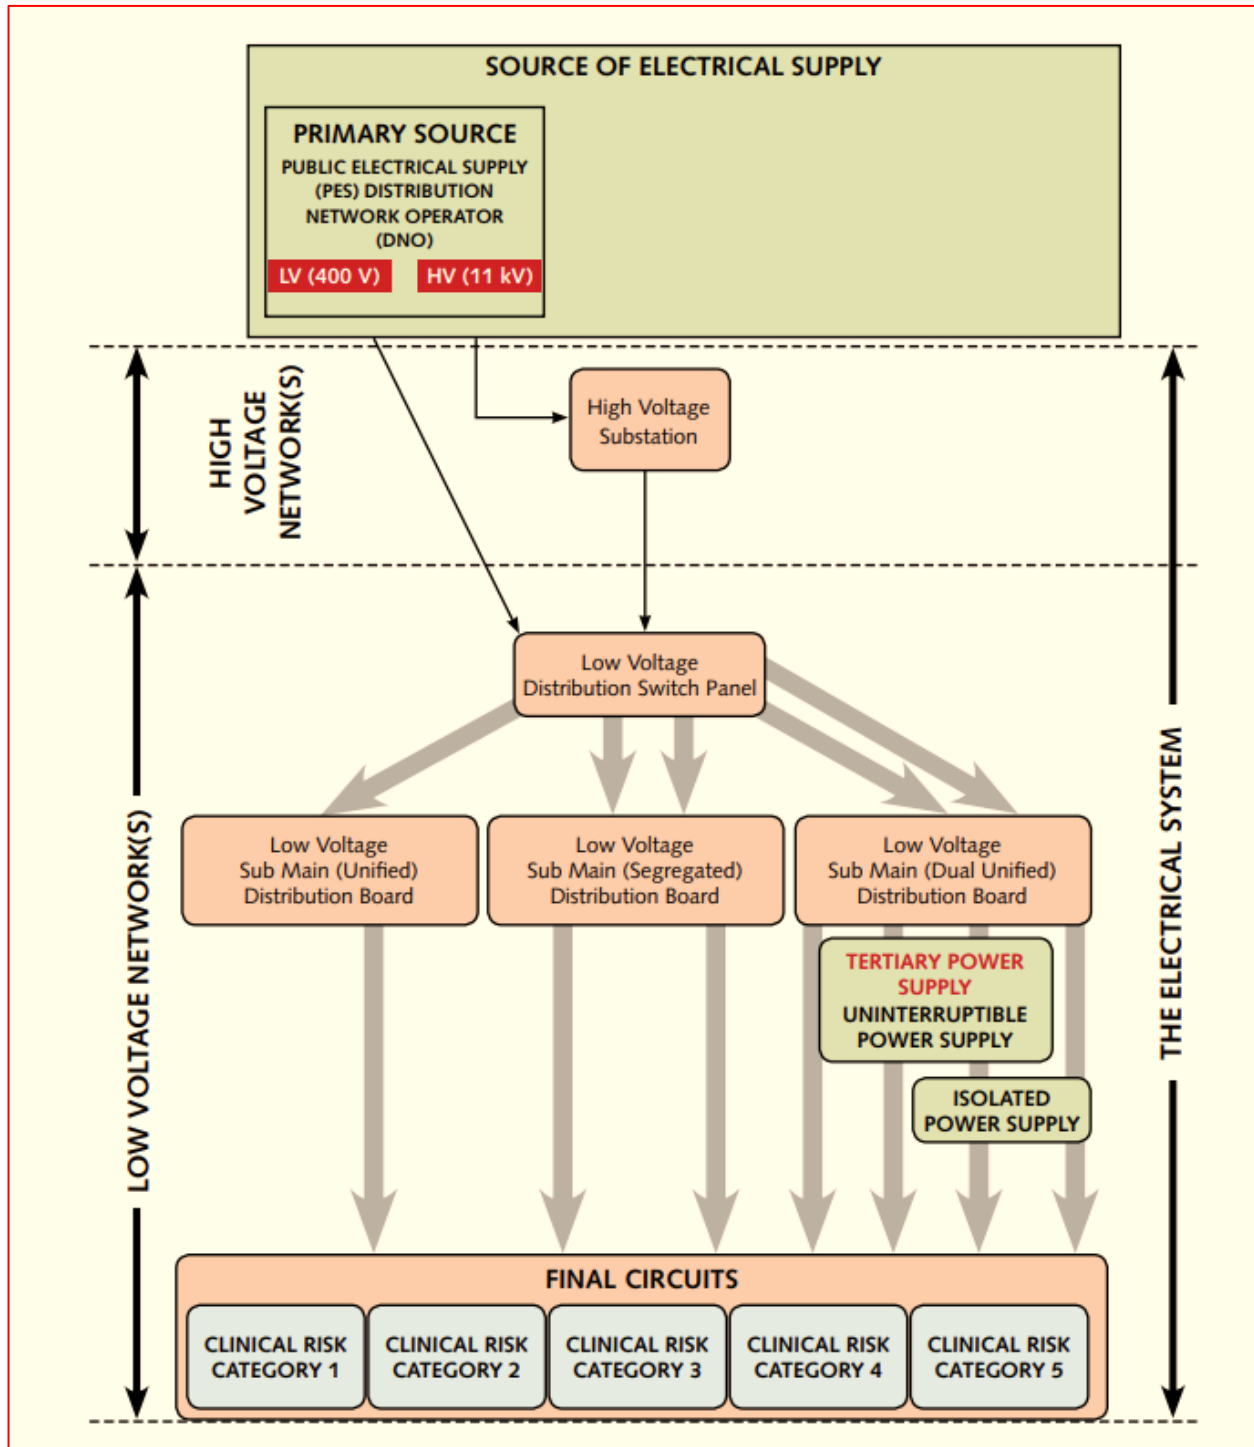 SOURCE OF ELECTRICAL SUPPLY
PRIMARY SOURCE
PUBLIC ELECTRICAL SUPPLY
(PES) DISTRIBUTION
NETWORK OPERATOR
(DNO)
LV (400 V)
HV (11 kV)
HIGH
VOLTAGE
NETWORK(S)
High Voltage
Substation
Low Voltage
Distribution Switch Panel
LOW VOLTAGE NETWORK(S)
THE ELECTRICAL SYSTEM
Low Voltage
Sub Main (Unified)
Distribution Board
Low Voltage
Sub Main (Segregated)
Distribution Board
Low Voltage
Sub Main (Dual Unified)
Distribution Board
TERTIARY POWER
SUPPLY
UNINTERRUPTIBLE
POWER SUPPLY
ISOLATED
POWER SUPPLY
FINAL CIRCUITS
CLINICAL RISK
CATEGORY 1
CLINICAL RISK
CATEGORY 2
CLINICAL RISK
CATEGORY 3
CLINICAL RISK
CATEGORY 4
CLINICAL RISK
CATEGORY 5